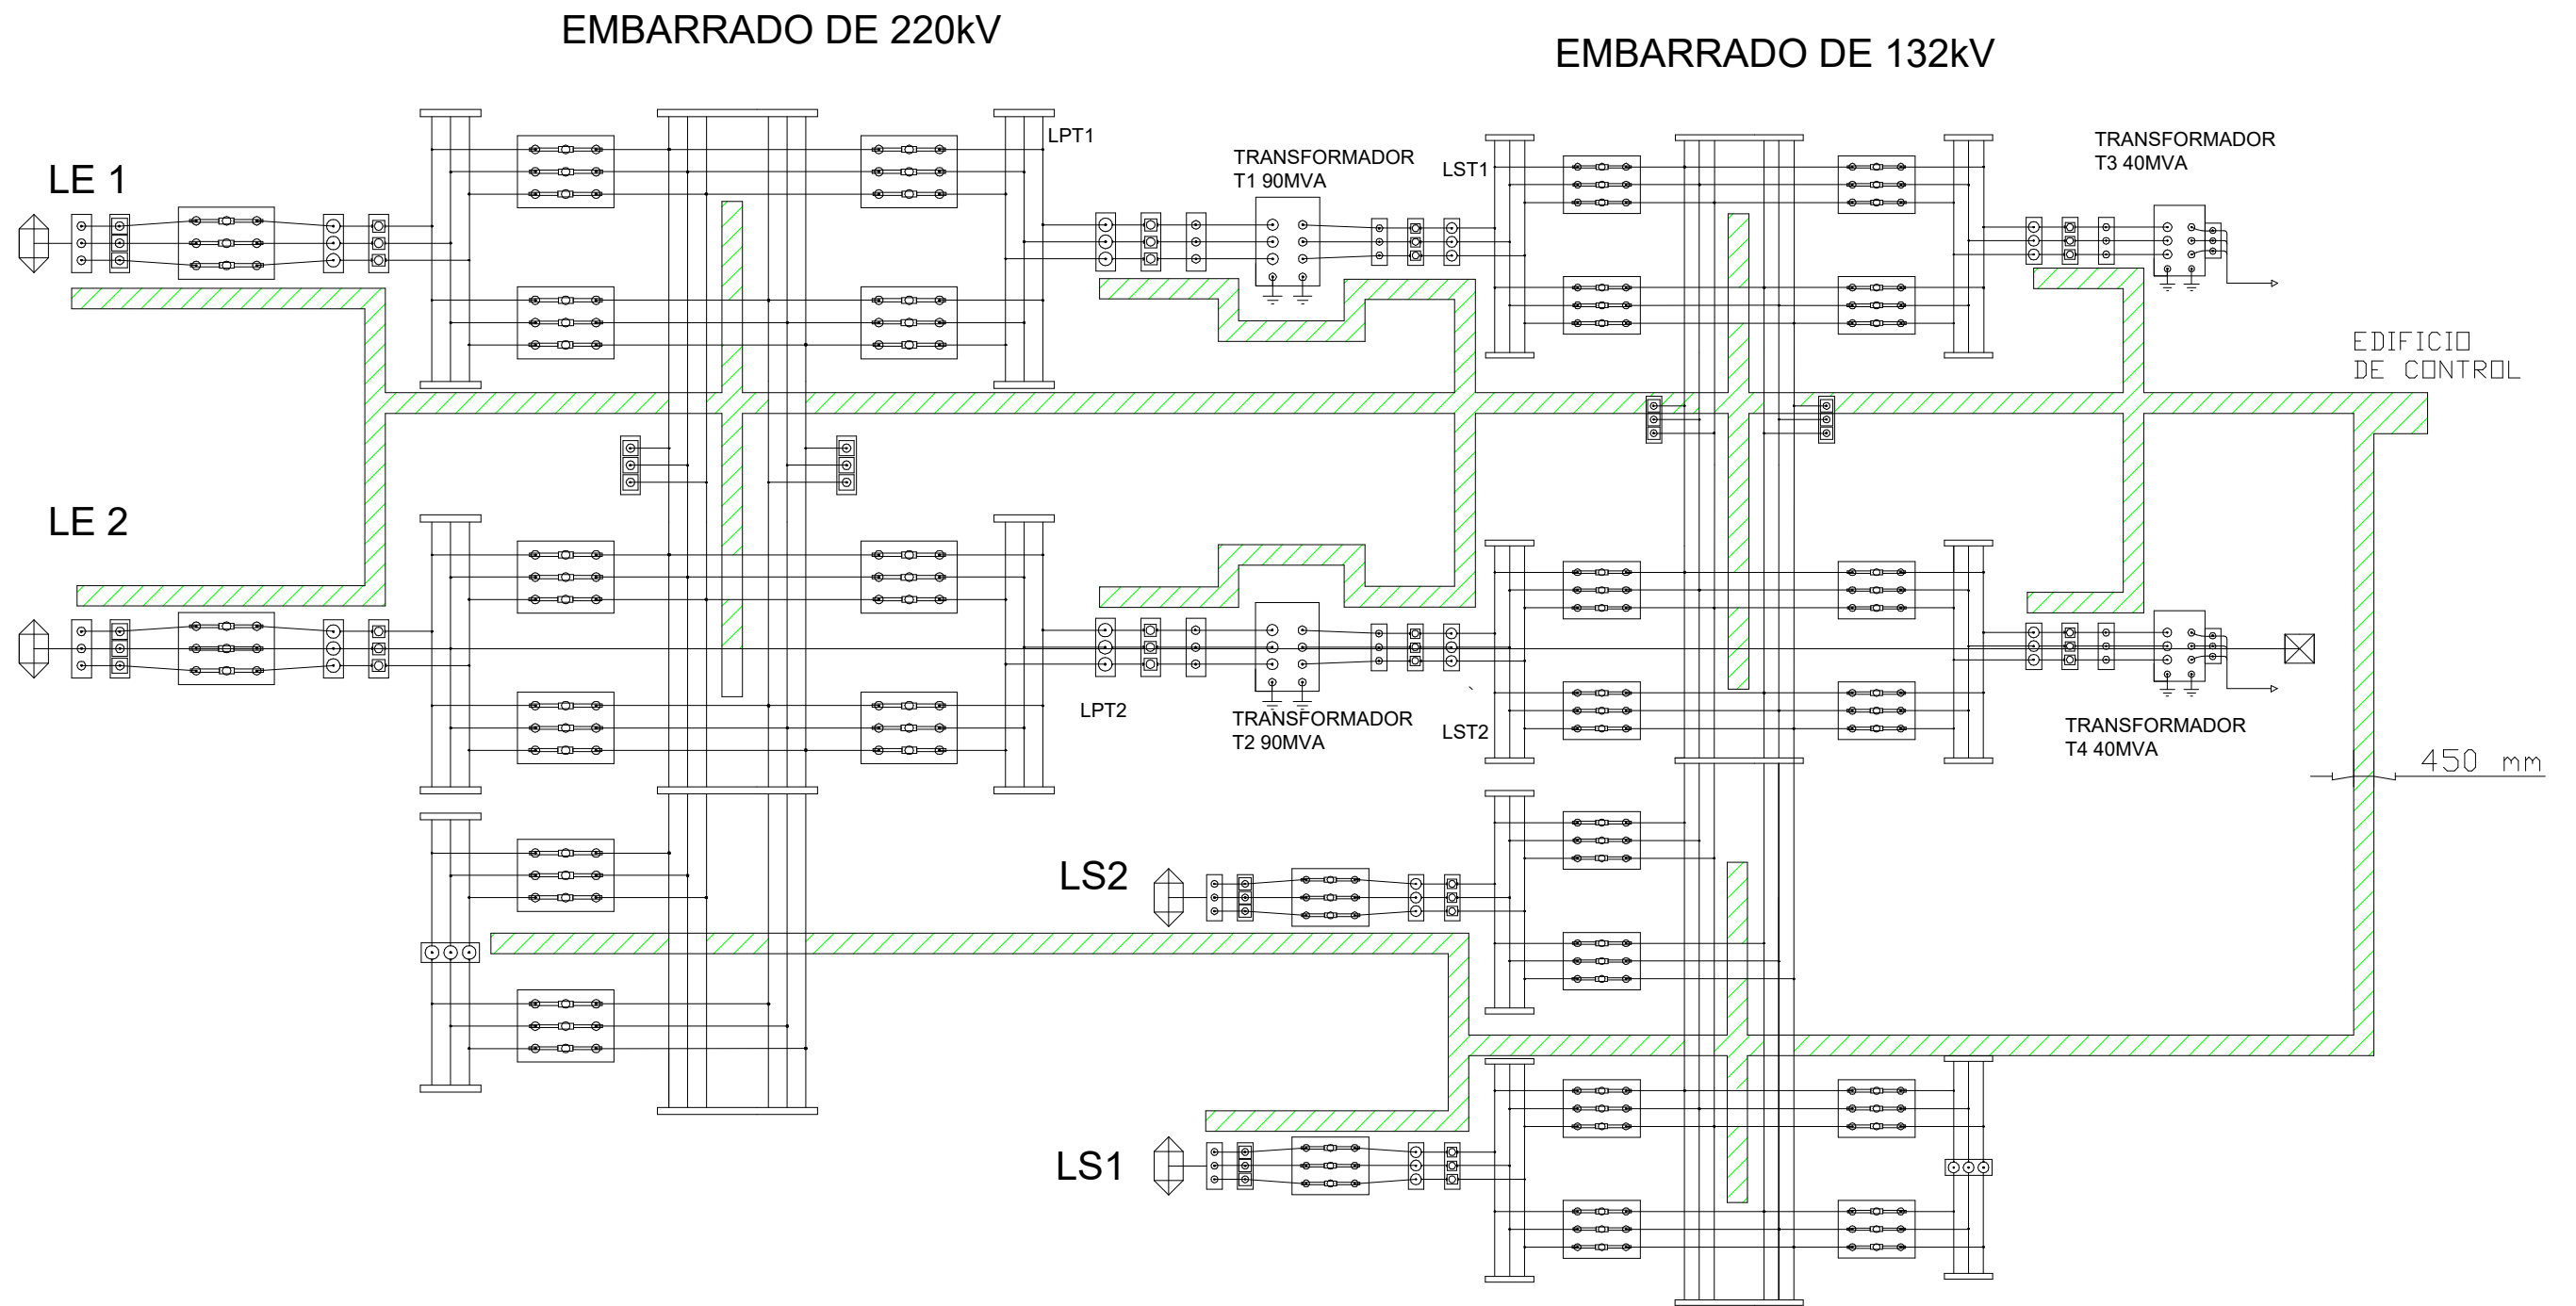 EMBARRADO DE 220kV
EMBARRADO DE 132kV
LPT1
TRANSFORMADOR
T1 90MVA
LST1
TRANSFORMADOR
T3 40MVA
LE 1
EDIFICIO
DE CONTROL
LE 2
LPT2
TRANSFORMADOR
T2 90MVA
LST2
TRANSFORMADOR
T4 40MVA
450 mm
LS2
LS1